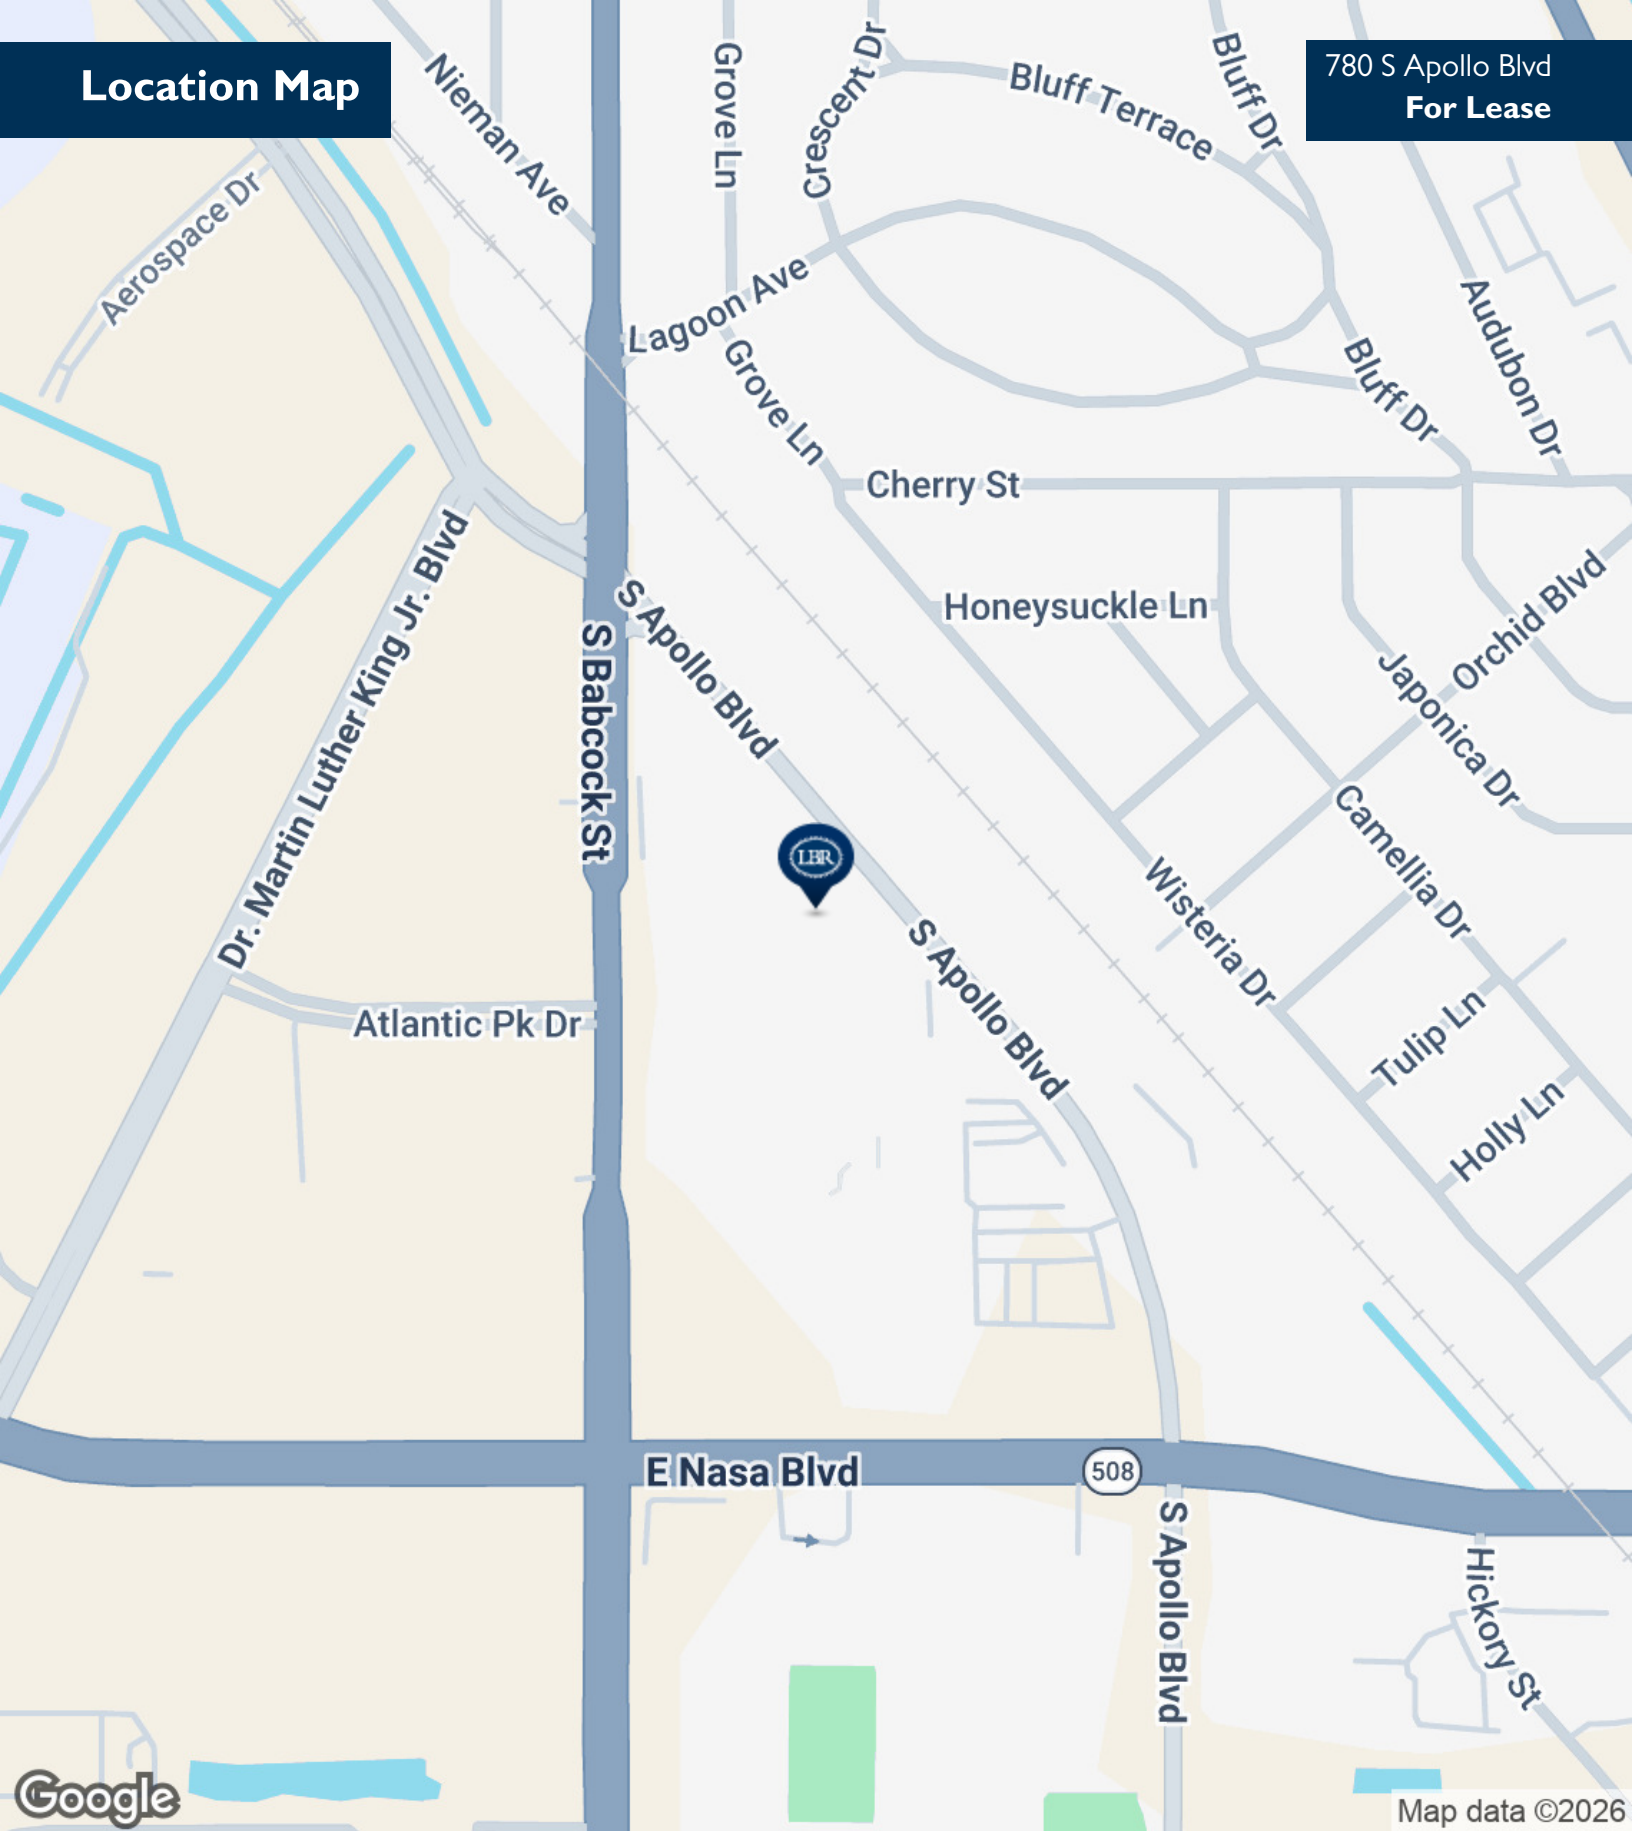 Location Map
780 S Apollo Blvd
For Lease
Nieman Ave
Grove Ln
Crescent Dr
Bluff Terrace
Bluff Dr
Aerospace Dr
Lagoon Ave
Audubon Dr
Grove Ln
Bluff Dr
Cherry St
Dr. Martin Luther King Jr. Blvd
S Apollo Blvd
Honeysuckle Ln
Orchid Blvd
S Babcock St
Japonica Dr
Camellia Dr
LBR
Wisteria Dr
S Apollo Blvd
Atlantic Pk Dr
Tulip Ln
Holly Ln
E Nasa Blvd
508
S Apollo Blvd
Hickory St
Google
Map data ©2026